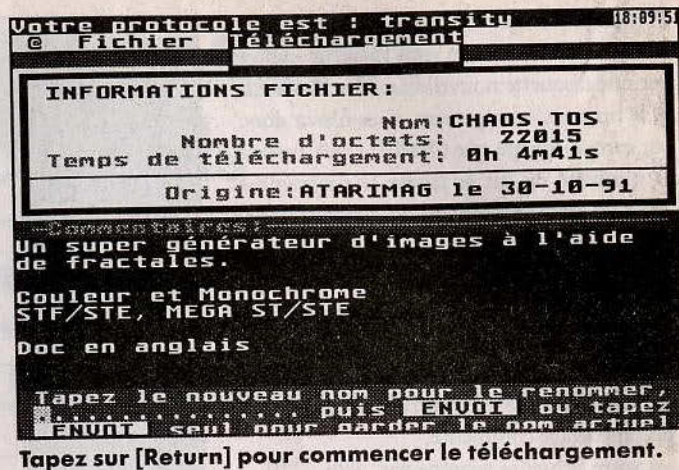 Votre protocole est : transity 18:09:51
@ Fichier Téléchargement
INFORMATIONS FICHIER:
Nom:CHAOS.TOS
Nombre d'octets: 22015
Temps de téléchargement: 0h 4m41s
Origine:ATARIMAG le 30-10-91
Commentaires:
Un super générateur d'images à l'aide
de fractales.
Couleur et Monochrome
STF/STE, MEGA ST/STE
Doc en anglais
Tapez le nouveau nom pour le renommer,
................ puis ENVOI ou tapez
ENVOI seul pour garder le nom actuel
Tapez sur [Return] pour commencer le téléchargement.